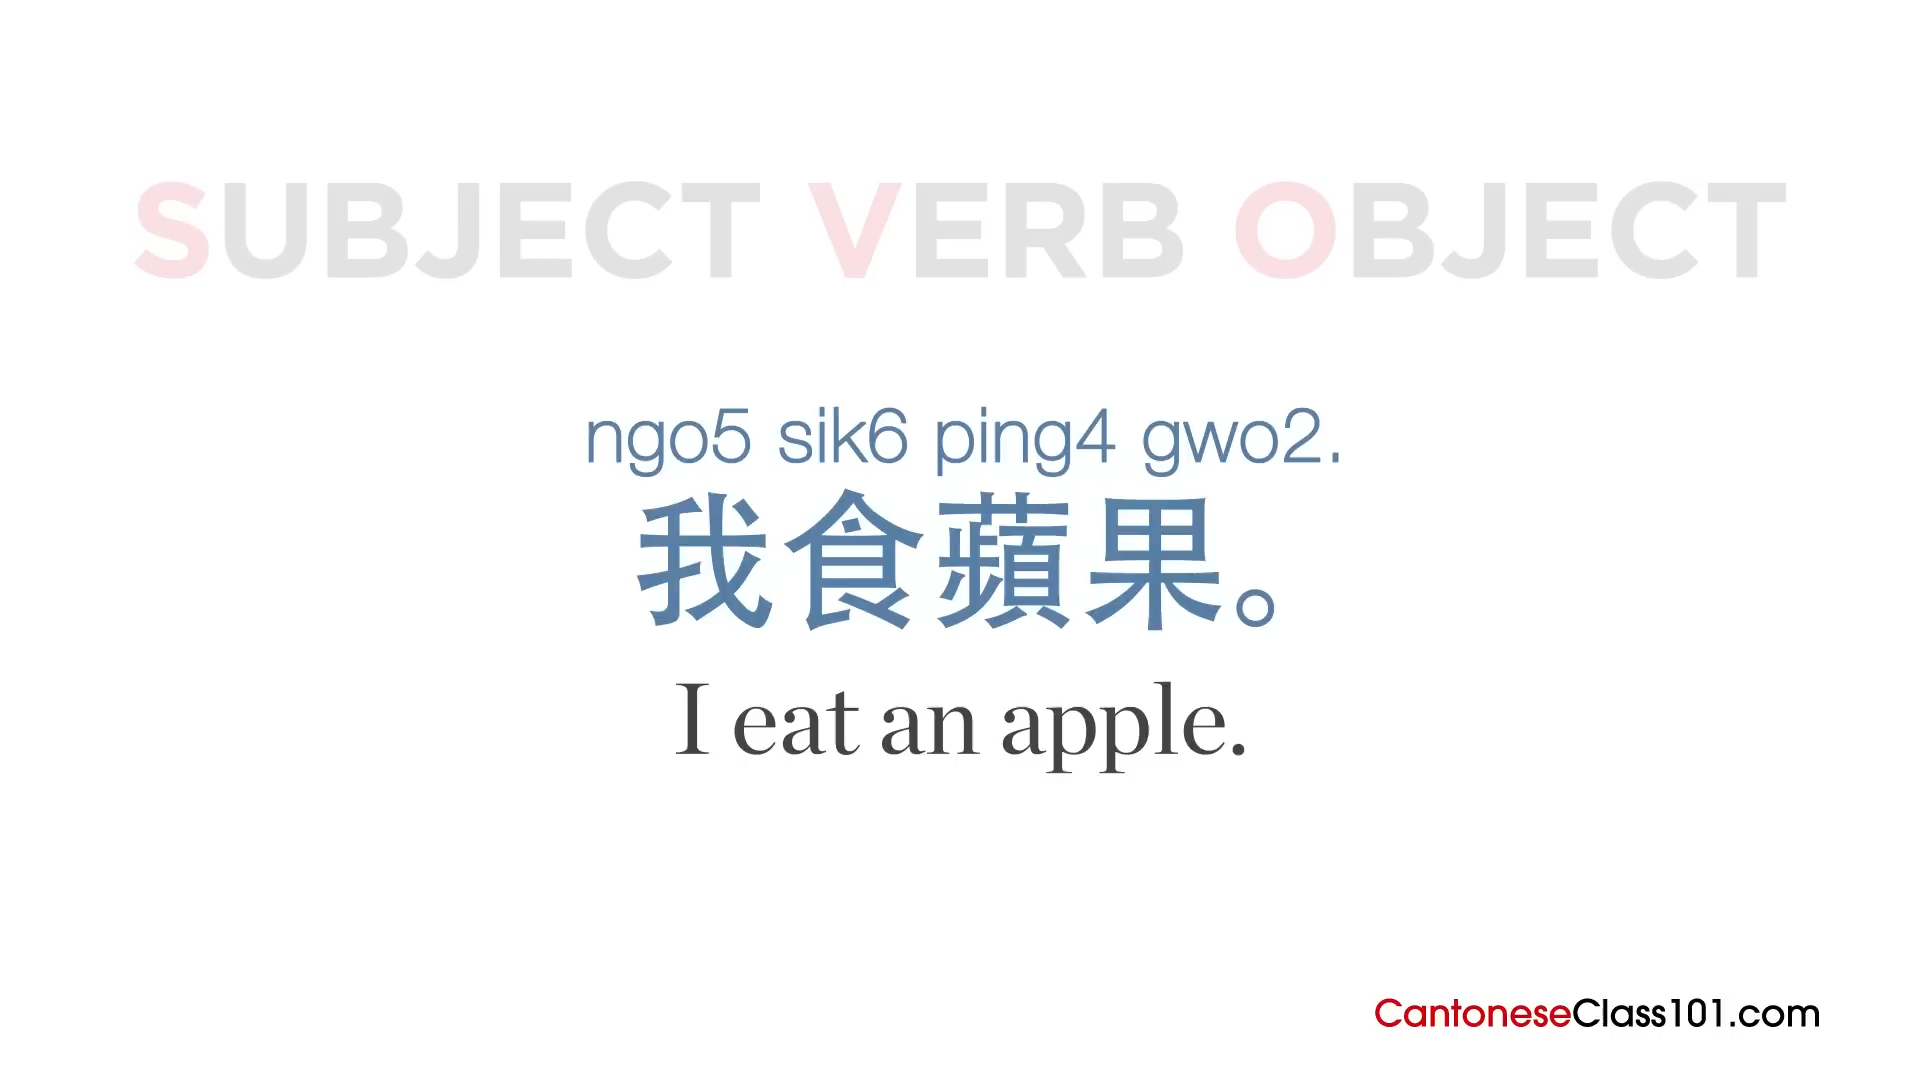 SUBJECT VERB OBJECT
ngo5 sik6 ping4 gwo2.
我食蘋果。
I eat an apple.
CantoneseClass101.com